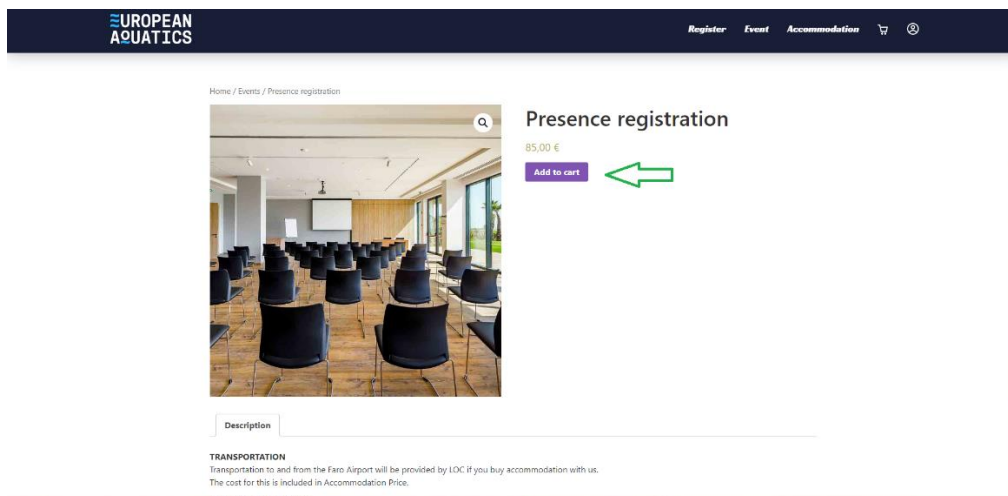 EUROPEAN
AQUATICS
Register Event Accommodation
Home / Events / Presence registration
Presence registration
85,00 €
Add to cart
Description
TRANSPORTATION
Transportation to and from the Faro Airport will be provided by LOC if you buy accommodation with us.
The cost for this is included in Accommodation Price.